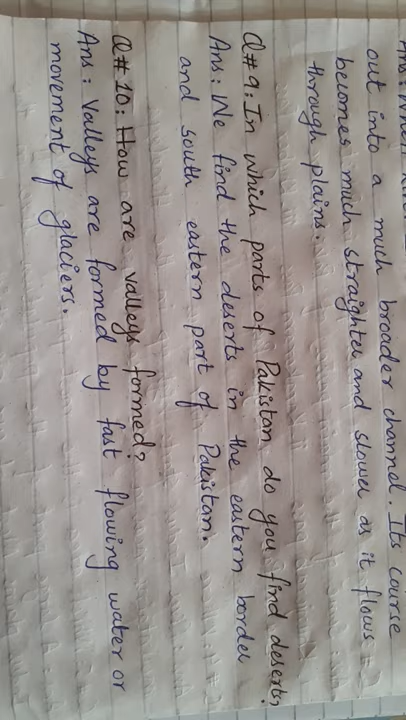 out into a much broader channel. Its course
becomes much straighter and slower as it flows
through plains.
Q# 9: In which parts of Pakistan do you find deserts?
Ans: We find the deserts in the eastern border
and south eastern part of Pakistan.
Q# 10: How are valleys formed?
Ans: Valleys are formed by fast flowing water or
movement of glaciers.